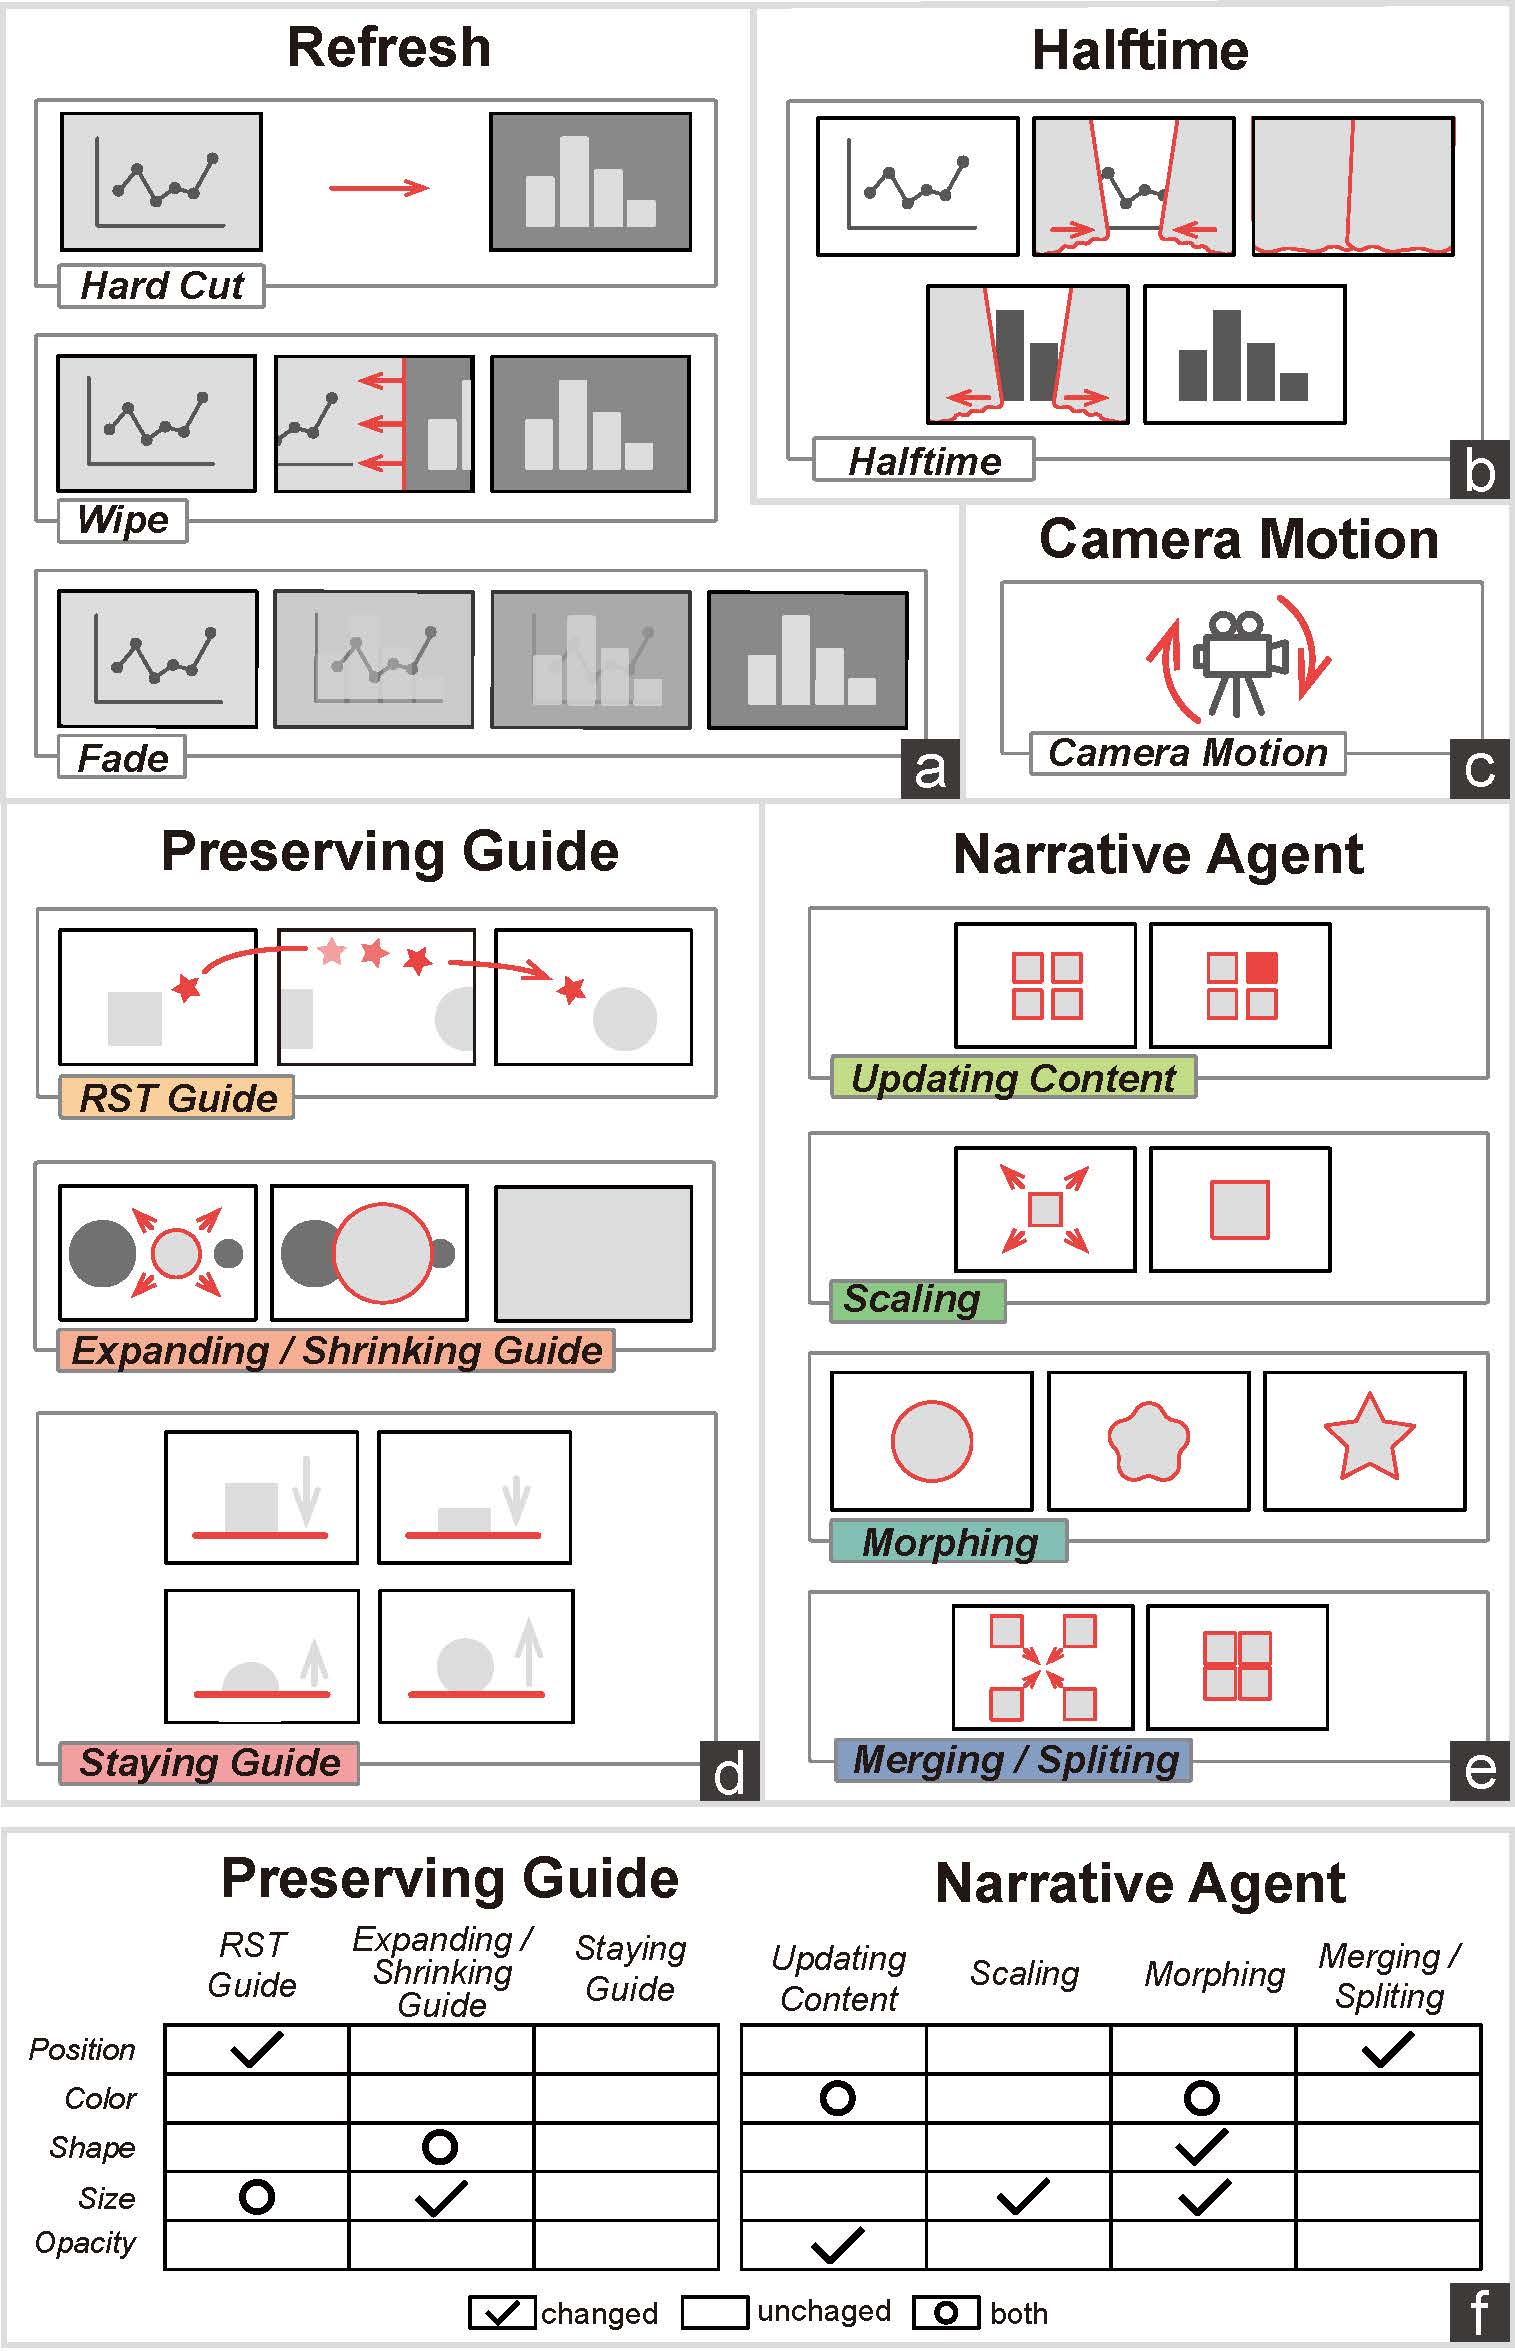 Refresh
Hard Cut
Wipe
Fade
a
Halftime
Halftime
b
Camera Motion
Camera Motion
c
Preserving Guide
RST Guide
Expanding / Shrinking Guide
Staying Guide
d
Narrative Agent
Updating Content
Scaling
Morphing
Merging / Spliting
e
Preserving Guide
Narrative Agent
RST
Guide
Expanding /
Shrinking
Guide
Staying
Guide
Updating
Content
Scaling
Morphing
Merging /
Spliting
Position
Color
Shape
Size
Opacity
changed
unchaged
both
f